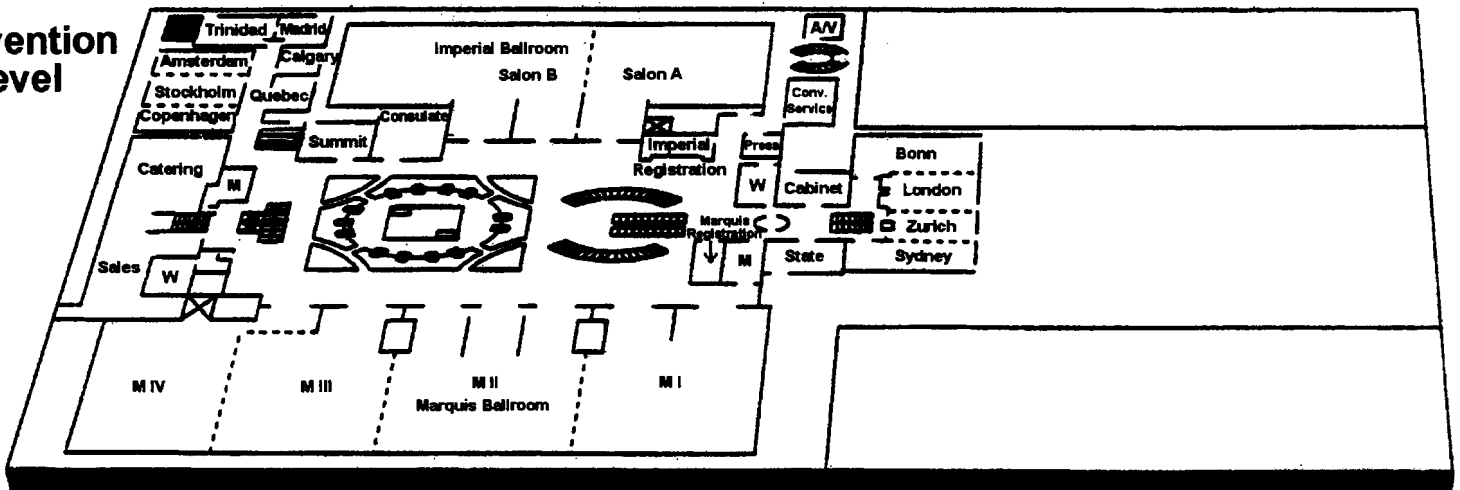 vention
evel
Trinidad
Madrid
Amsterdam
Calgary
Stockholm
Quebec
Copenhagen
Imperial Ballroom
Salon B
Salon A
A/V
Conv.
Service
Summit
Consulate
Imperial
Registration
Press
Bonn
Catering
M
W
Cabinet
London
Marquis
Registration
Zurich
Sales
W
M
State
Sydney
M IV
M III
M II
M I
Marquis Ballroom